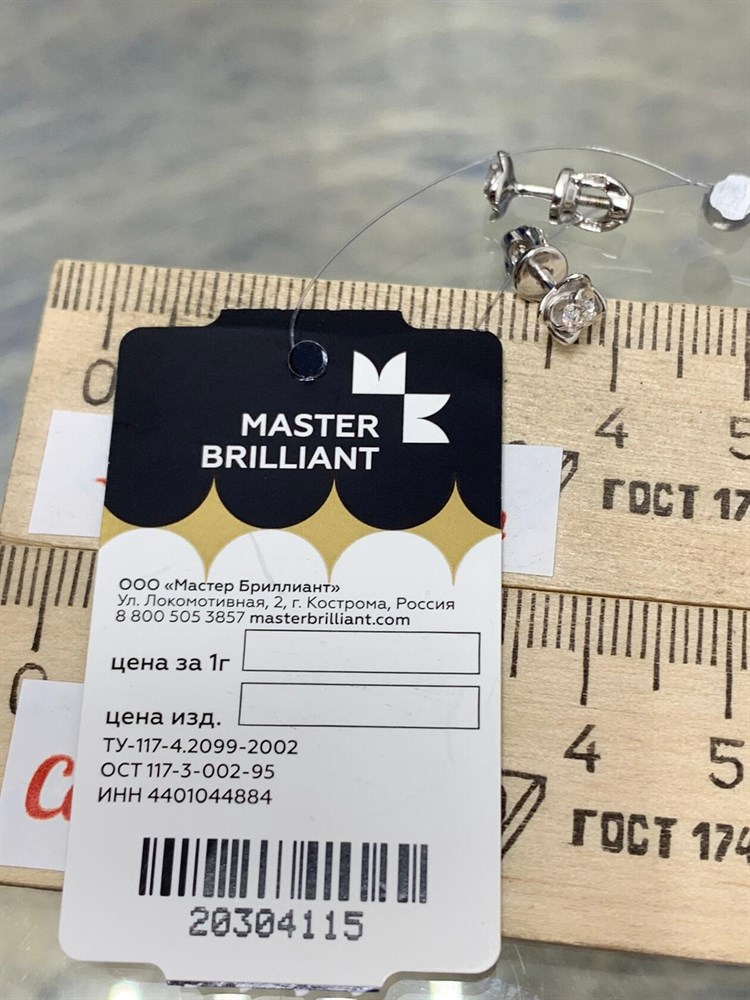 0
MASTER
BRILLIANT
4
5
ГОСТ 17
ООО «Мастер Бриллиант»
Ул. Локомотивная, 2, г. Кострома, Россия
8 800 505 3857 masterbrilliant.com
цена за 1г
цена изд.
ТУ-117-4.2099-2002
ОСТ 117-3-002-95
ИНН 4401044884
20304115
0
4
5
ГОСТ 174